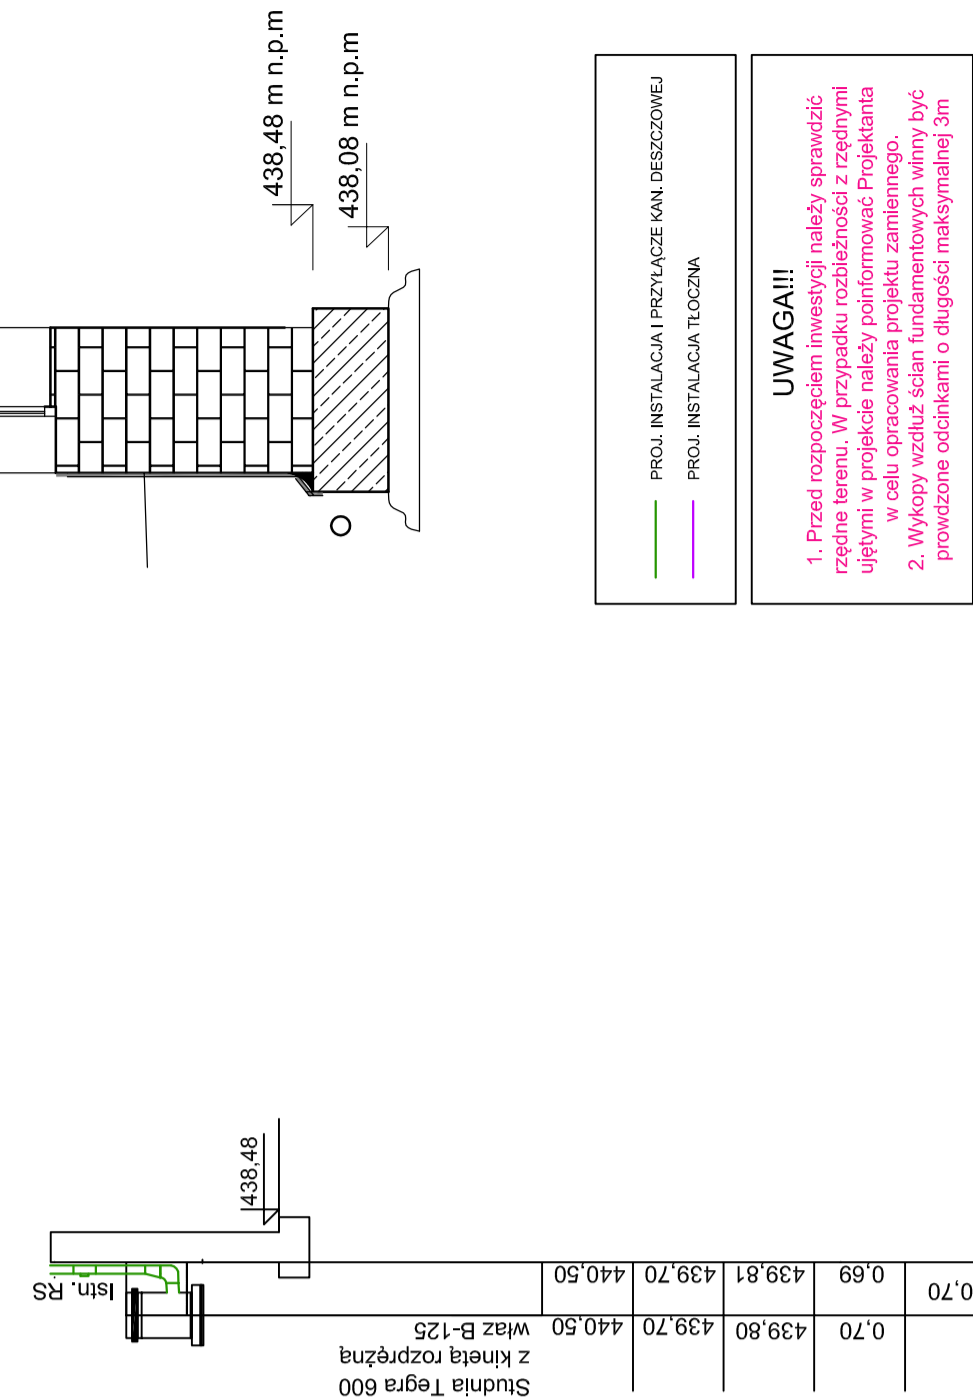 438,48 m n.p.m
438,08 m n.p.m
PROJ. INSTALACJA I PRZYŁĄCZE KAN. DESZCZOWEJ
PROJ. INSTALACJA TŁOCZNA
UWAGA!!!
1. Przed rozpoczęciem inwestycji należy sprawdzić
rzędne terenu. W przypadku rozbieżności z rzędnymi
ujętymi w projekcie należy poinformować Projektanta
w celu opracowania projektu zamiennego.
2. Wykopy wzdłuż ścian fundamentowych winny być
prowdzone odcinkami o długości maksymalnej 3m
438,48
Istn. RS
Studnia Tegra 600
z kinetą rozprężną
właz B-125
440,50 440,50
439,70 439,70
439,80 439,81
0,70 0,69
0,70